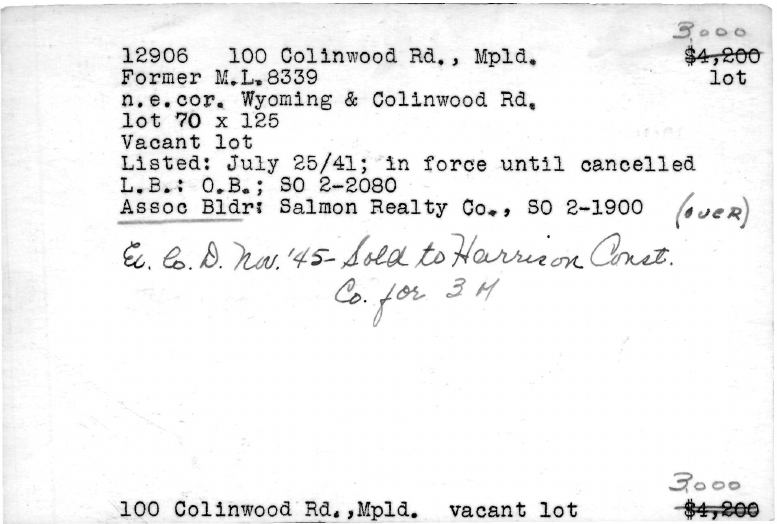 3,000
12906 100 Colinwood Rd., Mpld. $4,200
Former M.L.8339 lot
n.e.cor. Wyoming & Colinwood Rd.
lot 70 x 125
Vacant lot
Listed: July 25/41; in force until cancelled
L.B.: O.B.; SO 2-2080
Assoc Bldr: Salmon Realty Co., SO 2-1900 (over)
Co. D. Nov. '45- Sold to Harrison Const.
Co. for 3 M
3000
100 Colinwood Rd.,Mpld. vacant lot $4,200